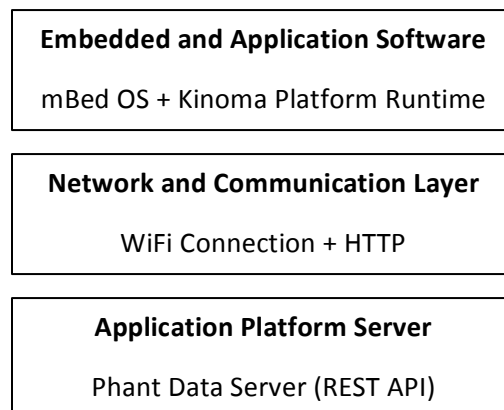 Embedded and Application Software
mBed OS + Kinoma Platform Runtime
Network and Communication Layer
WiFi Connection + HTTP
Application Platform Server
Phant Data Server (REST API)